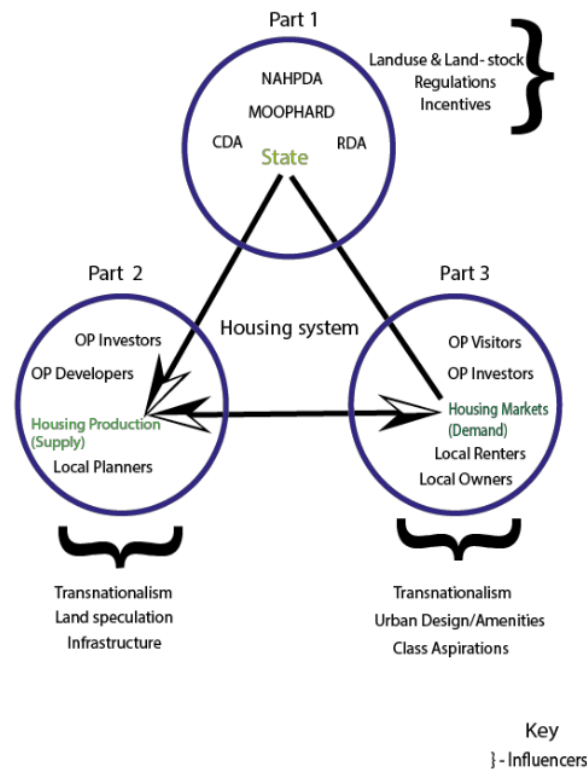 Part 1
Landuse & Land- stock
Regulations
Incentives
NAHPDA
MOOPHARD
CDA
RDA
State
Part 2
Part 3
Housing system
OP Investors
OP Developers
Housing Production
(Supply)
Local Planners
OP Visitors
OP Investors
Housing Markets
(Demand)
Local Renters
Local Owners
Transnationalism
Land speculation
Infrastructure
Transnationalism
Urban Design/Amenities
Class Aspirations
Key
} - Influencers